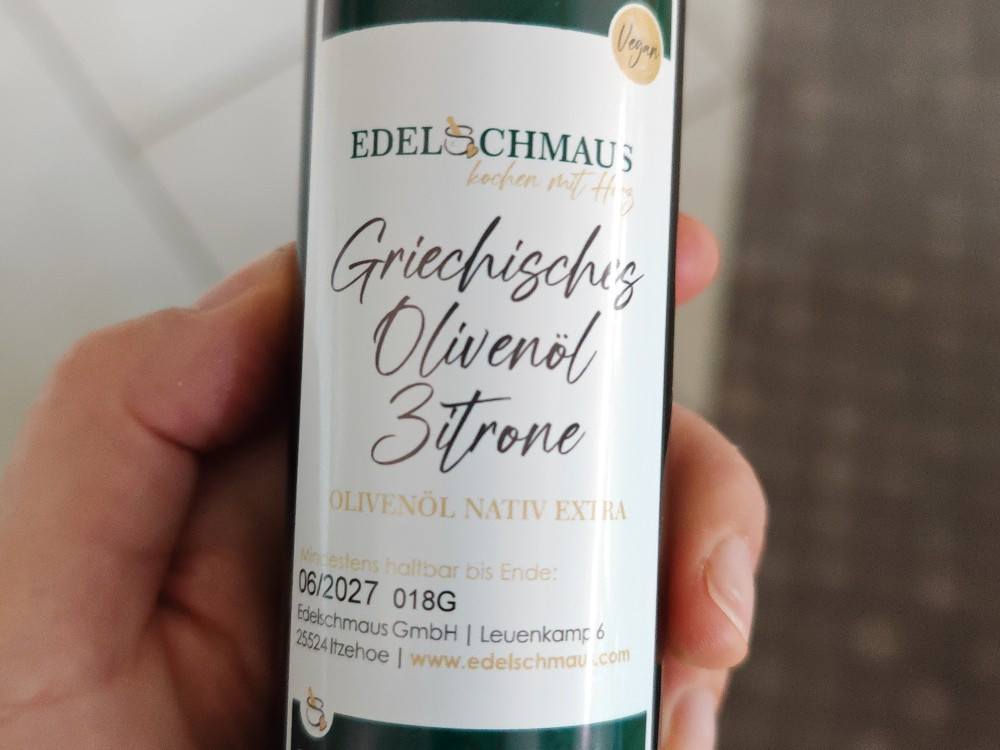 Vegan
EDELSCHMAUS
kochen mit Herz
Griechisches
Olivenöl
Zitrone
OLIVENÖL NATIV EXTRA
Mindestens haltbar bis Ende:
06/2027 018G
Edelschmaus GmbH | Leuenkamp 6
25524 Itzehoe | www.edelschmaus.com